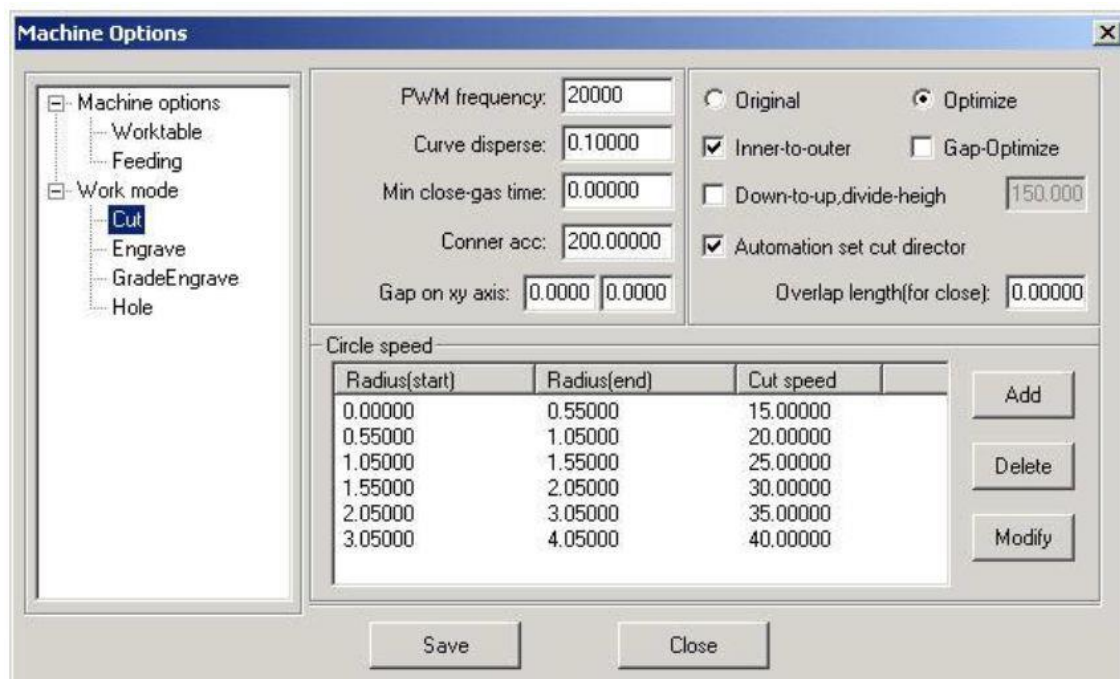 Machine Options
Machine options
Worktable
Feeding
Work mode
Cut
Engrave
GradeEngrave
Hole
PWM frequency: 20000
Curve disperse: 0.10000
Min close-gas time: 0.00000
Conner acc: 200.00000
Gap on xy axis: 0.0000 0.0000
Original Optimize
Inner-to-outer Gap-Optimize
Down-to-up,divide-heigh 150.000
Automation set cut director
Overlap length(for close): 0.00000
Circle speed
Radius(start) Radius(end) Cut speed
0.00000 0.55000 15.00000
0.55000 1.05000 20.00000
1.05000 1.55000 25.00000
1.55000 2.05000 30.00000
2.05000 3.05000 35.00000
3.05000 4.05000 40.00000
Add
Delete
Modify
Save Close